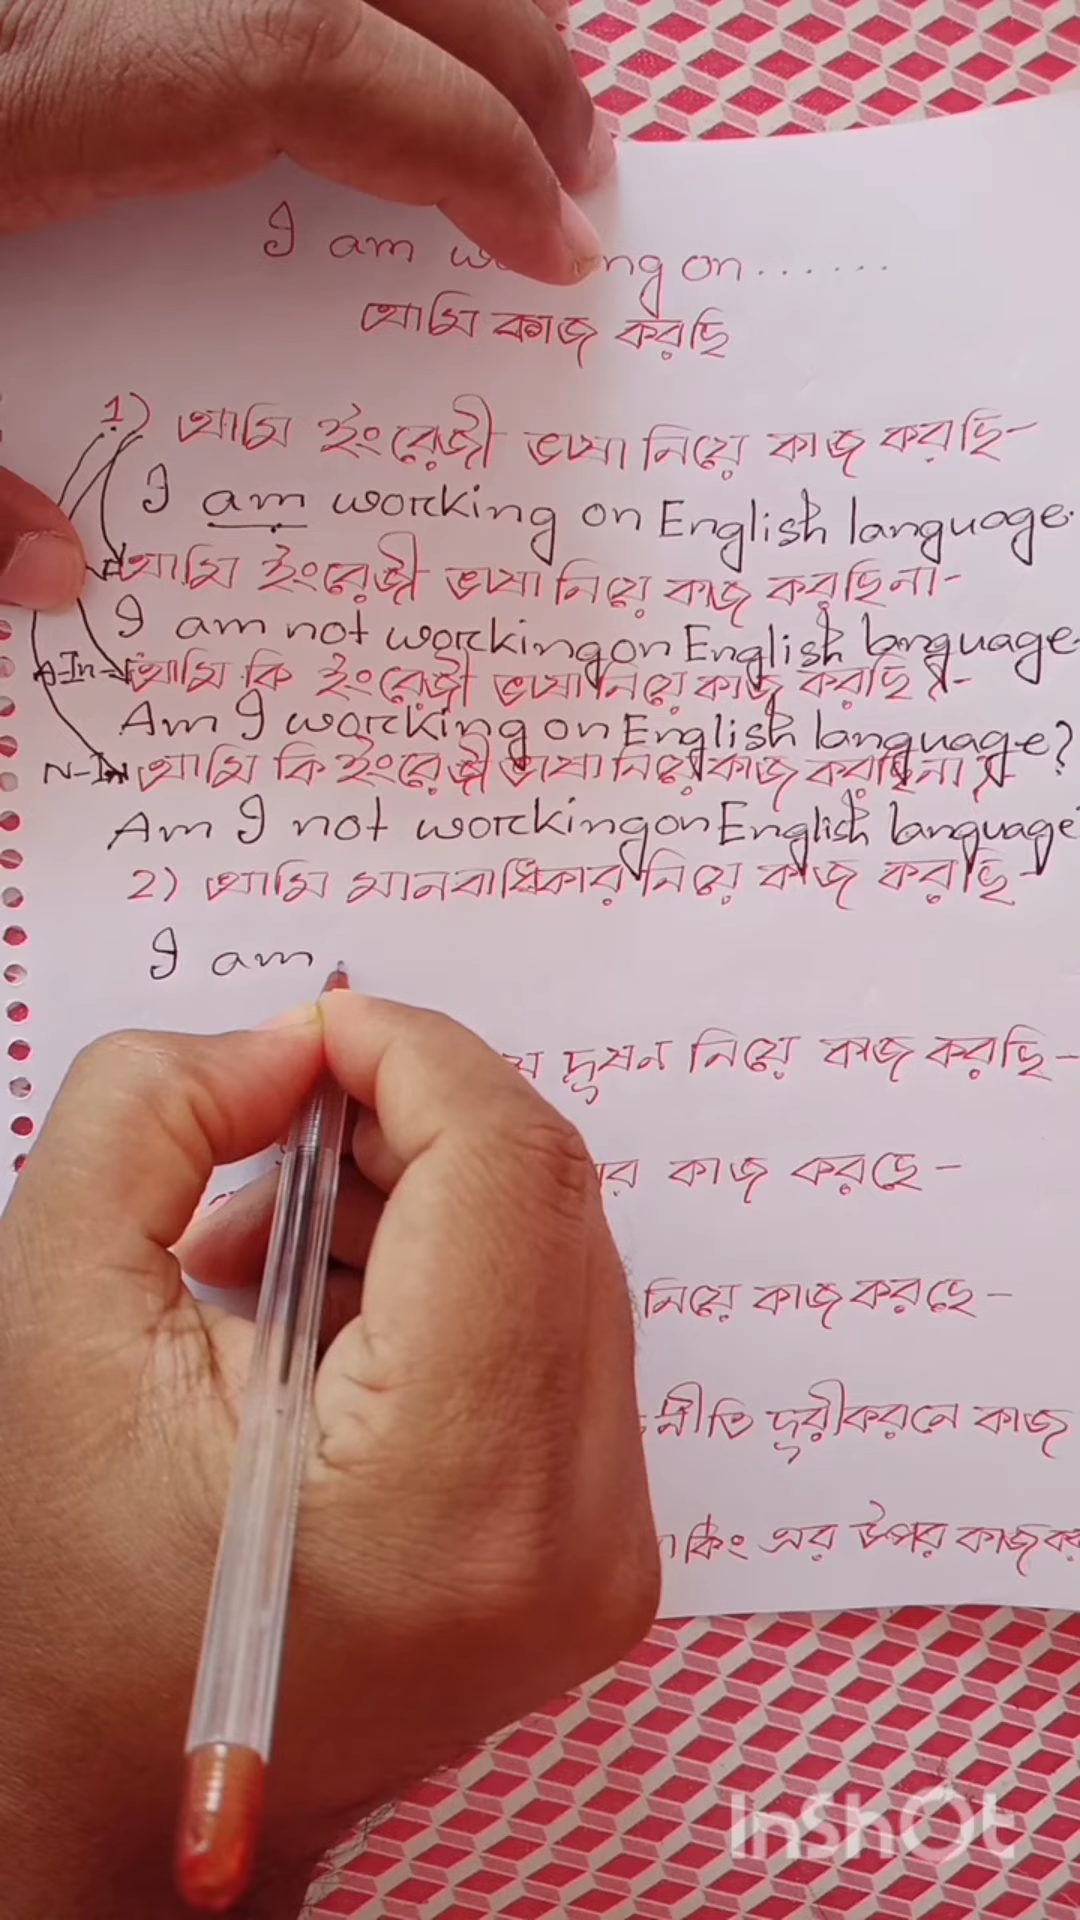 I am working on......
আমি কাজ করছি
1) আমি ইংরেজী ভাষা নিয়ে কাজ করছি-
I am working on English language.
আমি ইংরেজী ভাষা নিয়ে কাজ করছিনা-
I am not working on English language.
A-In- আমি কি ইংরেজী ভাষা নিয়ে কাজ করছি?-
Am I working on English language?
N-In আমি কি ইংরেজী ভাষা নিয়ে কাজ করছিনা?-
Am I not working on English language
2) আমি মানবাধিকার নিয়ে কাজ করছি-
I am
দূষন নিয়ে কাজ করছি-
কাজ করছে-
নিয়ে কাজ করছে-
দূরীকরনে কাজ
এর উপর কাজ
InShOt